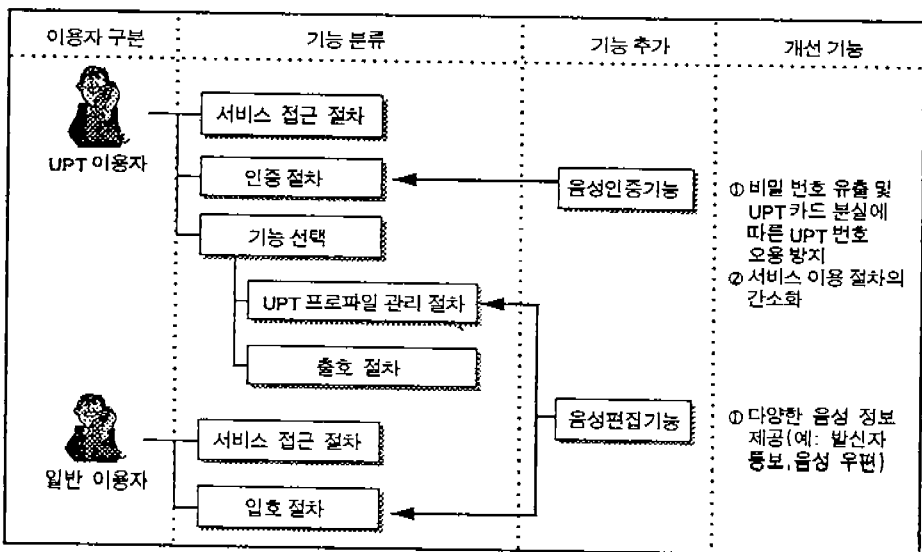 이용자 구분
기능 분류
기능 추가
개선 기능
UPT 이용자
서비스 접근 절차
인증 절차
음성인증기능
기능 선택
UPT 프로파일 관리 절차
출호 절차
① 비밀 번호 유출 및
UPT 카드 분실에
따른 UPT 번호
오용 방지
② 서비스 이용 절차의
간소화
일반 이용자
서비스 접근 절차
입호 절차
음성편집기능
① 다양한 음성 정보
제공(예: 발신자
통보,음성 우편)